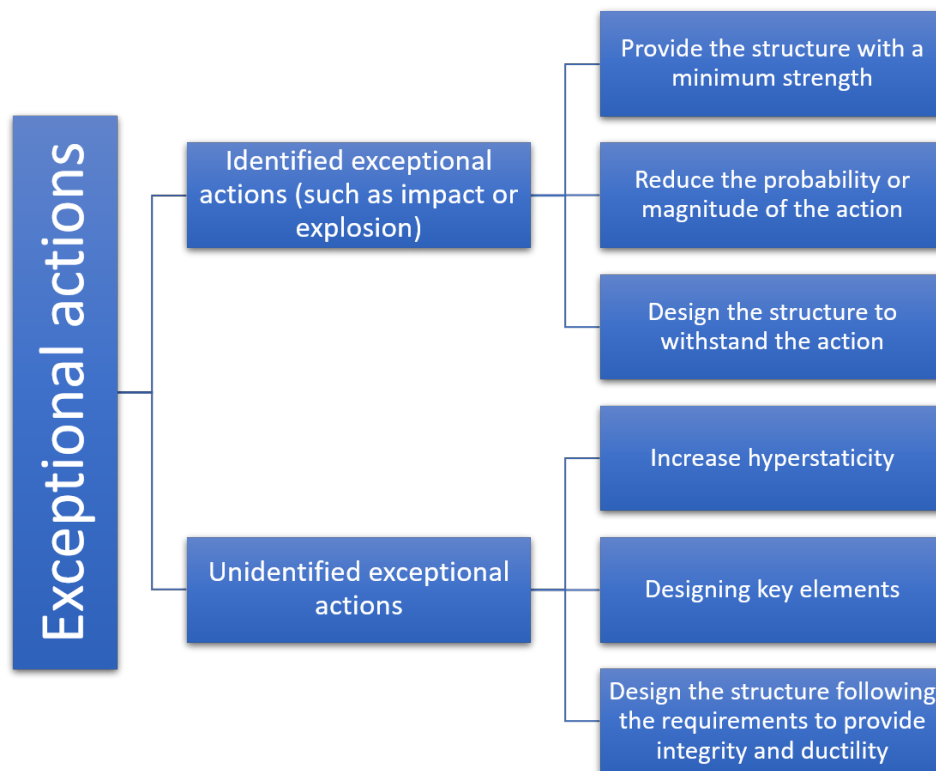 Exceptional actions
Identified exceptional
actions (such as impact or
explosion)
Provide the structure with a
minimum strength
Reduce the probability or
magnitude of the action
Design the structure to
withstand the action
Unidentified exceptional
actions
Increase hyperstaticity
Designing key elements
Design the structure following
the requirements to provide
integrity and ductility